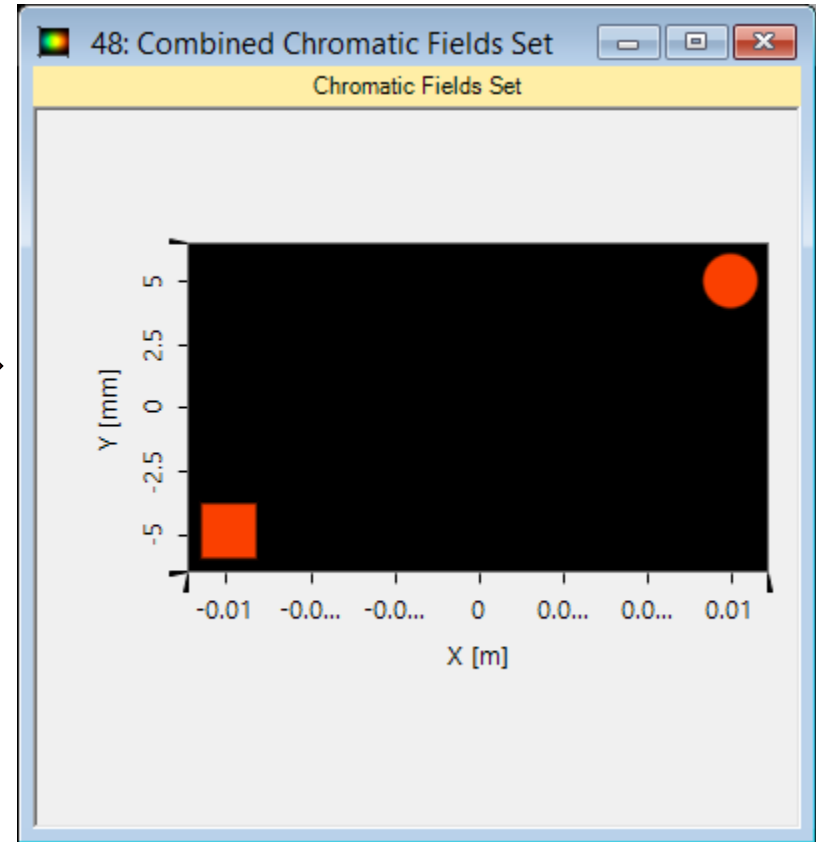 48: Combined Chromatic Fields Set
Chromatic Fields Set
5
2.5
0
-2.5
-5
Y [mm]
-0.01 -0.0... -0.0... 0 0.0... 0.0... 0.01
X [m]